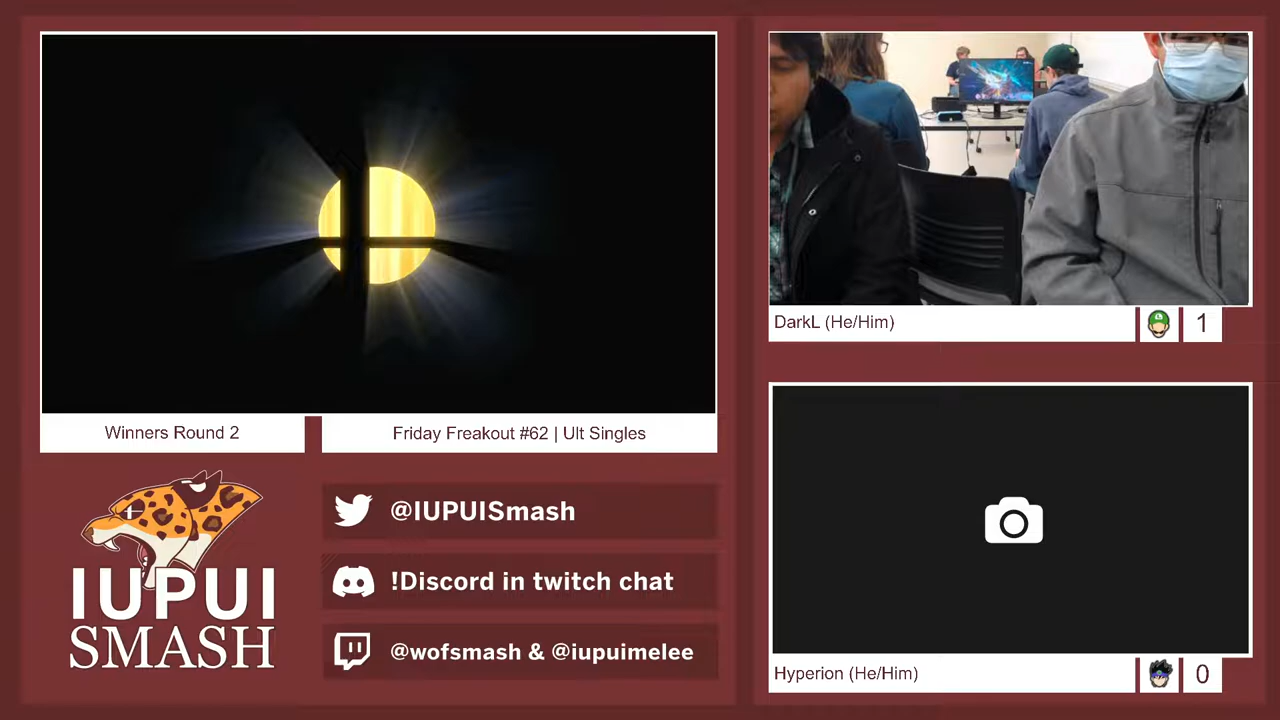 DarkL (He/Him)
1
Winners Round 2
Friday Freakout #62 | Ult Singles
@IUPUISmash
!Discord in twitch chat
@wofsmash & @iupuimelee
IUPUI
SMASH
Hyperion (He/Him)
0